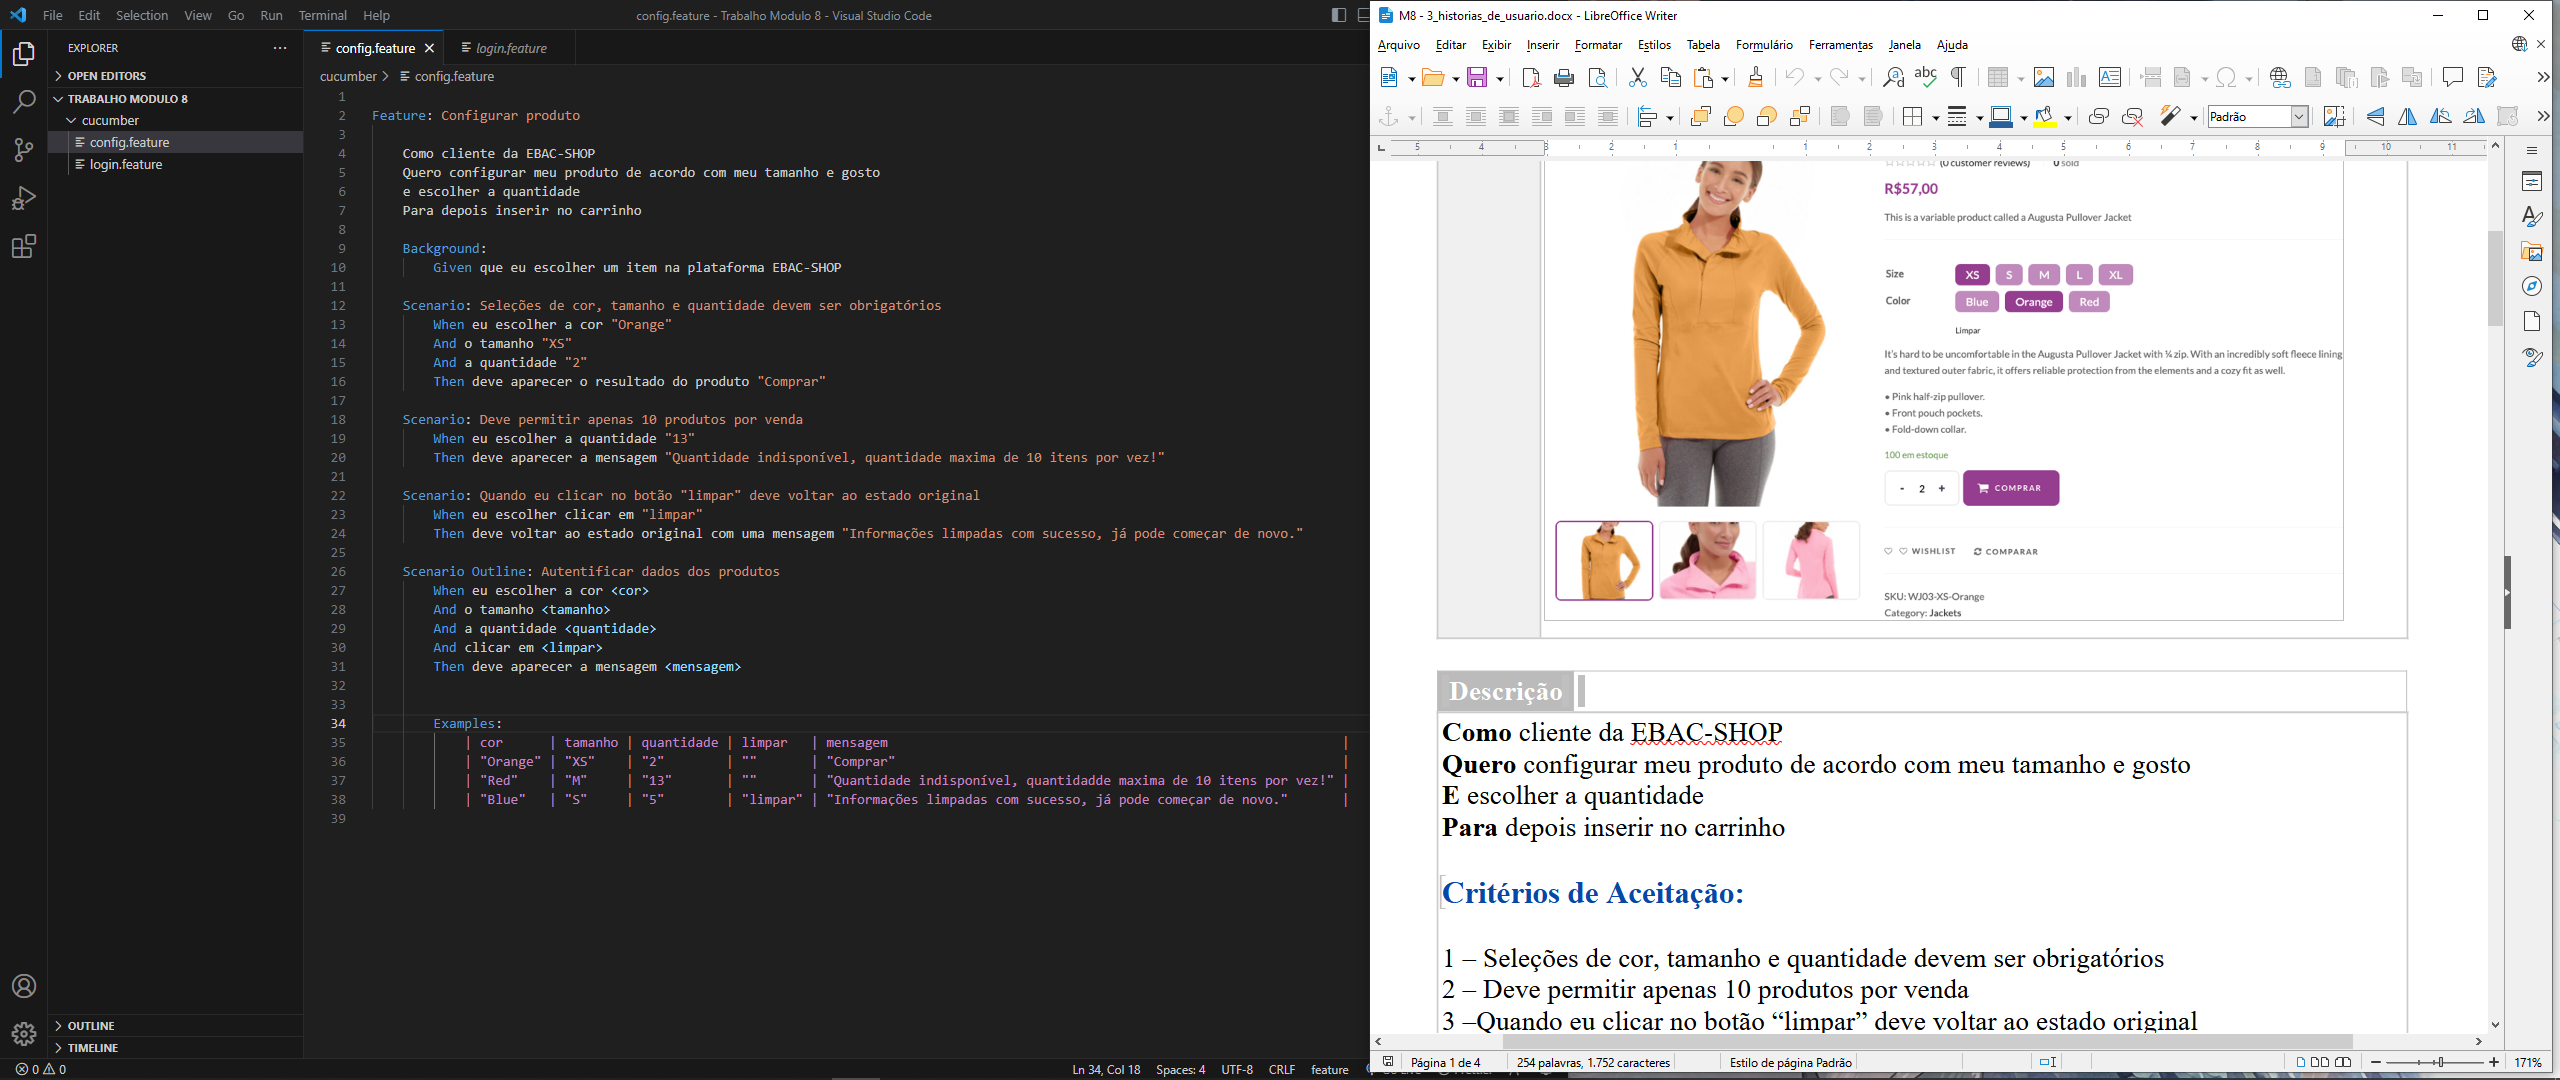 File Edit Selection View Go Run Terminal Help
config.feature - Trabalho Modulo 8 - Visual Studio Code
EXPLORER
OPEN EDITORS
TRABALHO MODULO 8
cucumber
config.feature
login.feature
OUTLINE
TIMELINE
config.feature login.feature
cucumber > config.feature
1
2 Feature: Configurar produto
3
4 Como cliente da EBAC-SHOP
5 Quero configurar meu produto de acordo com meu tamanho e gosto
6 e escolher a quantidade
7 Para depois inserir no carrinho
8
9 Background:
10 Given que eu escolher um item na plataforma EBAC-SHOP
11
12 Scenario: Seleções de cor, tamanho e quantidade devem ser obrigatórios
13 When eu escolher a cor "Orange"
14 And o tamanho "XS"
15 And a quantidade "2"
16 Then deve aparecer o resultado do produto "Comprar"
17
18 Scenario: Deve permitir apenas 10 produtos por venda
19 When eu escolher a quantidade "13"
20 Then deve aparecer a mensagem "Quantidade indisponível, quantidade maxima de 10 itens por vez!"
21
22 Scenario: Quando eu clicar no botão "limpar" deve voltar ao estado original
23 When eu escolher clicar em "limpar"
24 Then deve voltar ao estado original com uma mensagem "Informações limpadas com sucesso, já pode começar de novo."
25
26 Scenario Outline: Autentificar dados dos produtos
27 When eu escolher a cor <cor>
28 And o tamanho <tamanho>
29 And a quantidade <quantidade>
30 And clicar em <limpar>
31 Then deve aparecer a mensagem <mensagem>
32
33
34 Examples:
35 | cor | tamanho | quantidade | limpar | mensagem |
36 | "Orange" | "XS" | "2" | "" | "Comprar" |
37 | "Red" | "M" | "13" | "" | "Quantidade indisponível, quantidadde maxima de 10 itens por vez!" |
38 | "Blue" | "S" | "5" | "limpar" | "Informações limpadas com sucesso, já pode começar de novo." |
39
0 0
Ln 34, Col 18 Spaces: 4 UTF-8 CRLF feature
M8 - 3_historias_de_usuario.docx - LibreOffice Writer
Arquivo Editar Exibir Inserir Formatar Estilos Tabela Formulário Ferramentas Janela Ajuda
Padrão
5 4 3 2 1 1 2 3 4 5 6 7 8 9 10 11
(0 customer reviews) 0 sold
R$57,00
This is a variable product called a Augusta Pullover Jacket
Size XS S M L XL
Color Blue Orange Red
Limpar
It's hard to be uncomfortable in the Augusta Pullover Jacket with ¼ zip. With an incredibly soft fleece lining
and textured outer fabric, it offers reliable protection from the elements and a cozy fit as well.
• Pink half-zip pullover.
• Front pouch pockets.
• Fold-down collar.
100 em estoque
- 2 + COMPRAR
WISHLIST COMPARAR
SKU: WJ03-XS-Orange
Category: Jackets
Descrição
Como cliente da EBAC-SHOP
Quero configurar meu produto de acordo com meu tamanho e gosto
E escolher a quantidade
Para depois inserir no carrinho
Critérios de Aceitação:
1 – Seleções de cor, tamanho e quantidade devem ser obrigatórios
2 – Deve permitir apenas 10 produtos por venda
3 –Quando eu clicar no botão “limpar” deve voltar ao estado original
Página 1 de 4 254 palavras, 1.752 caracteres Estilo de página Padrão 171%